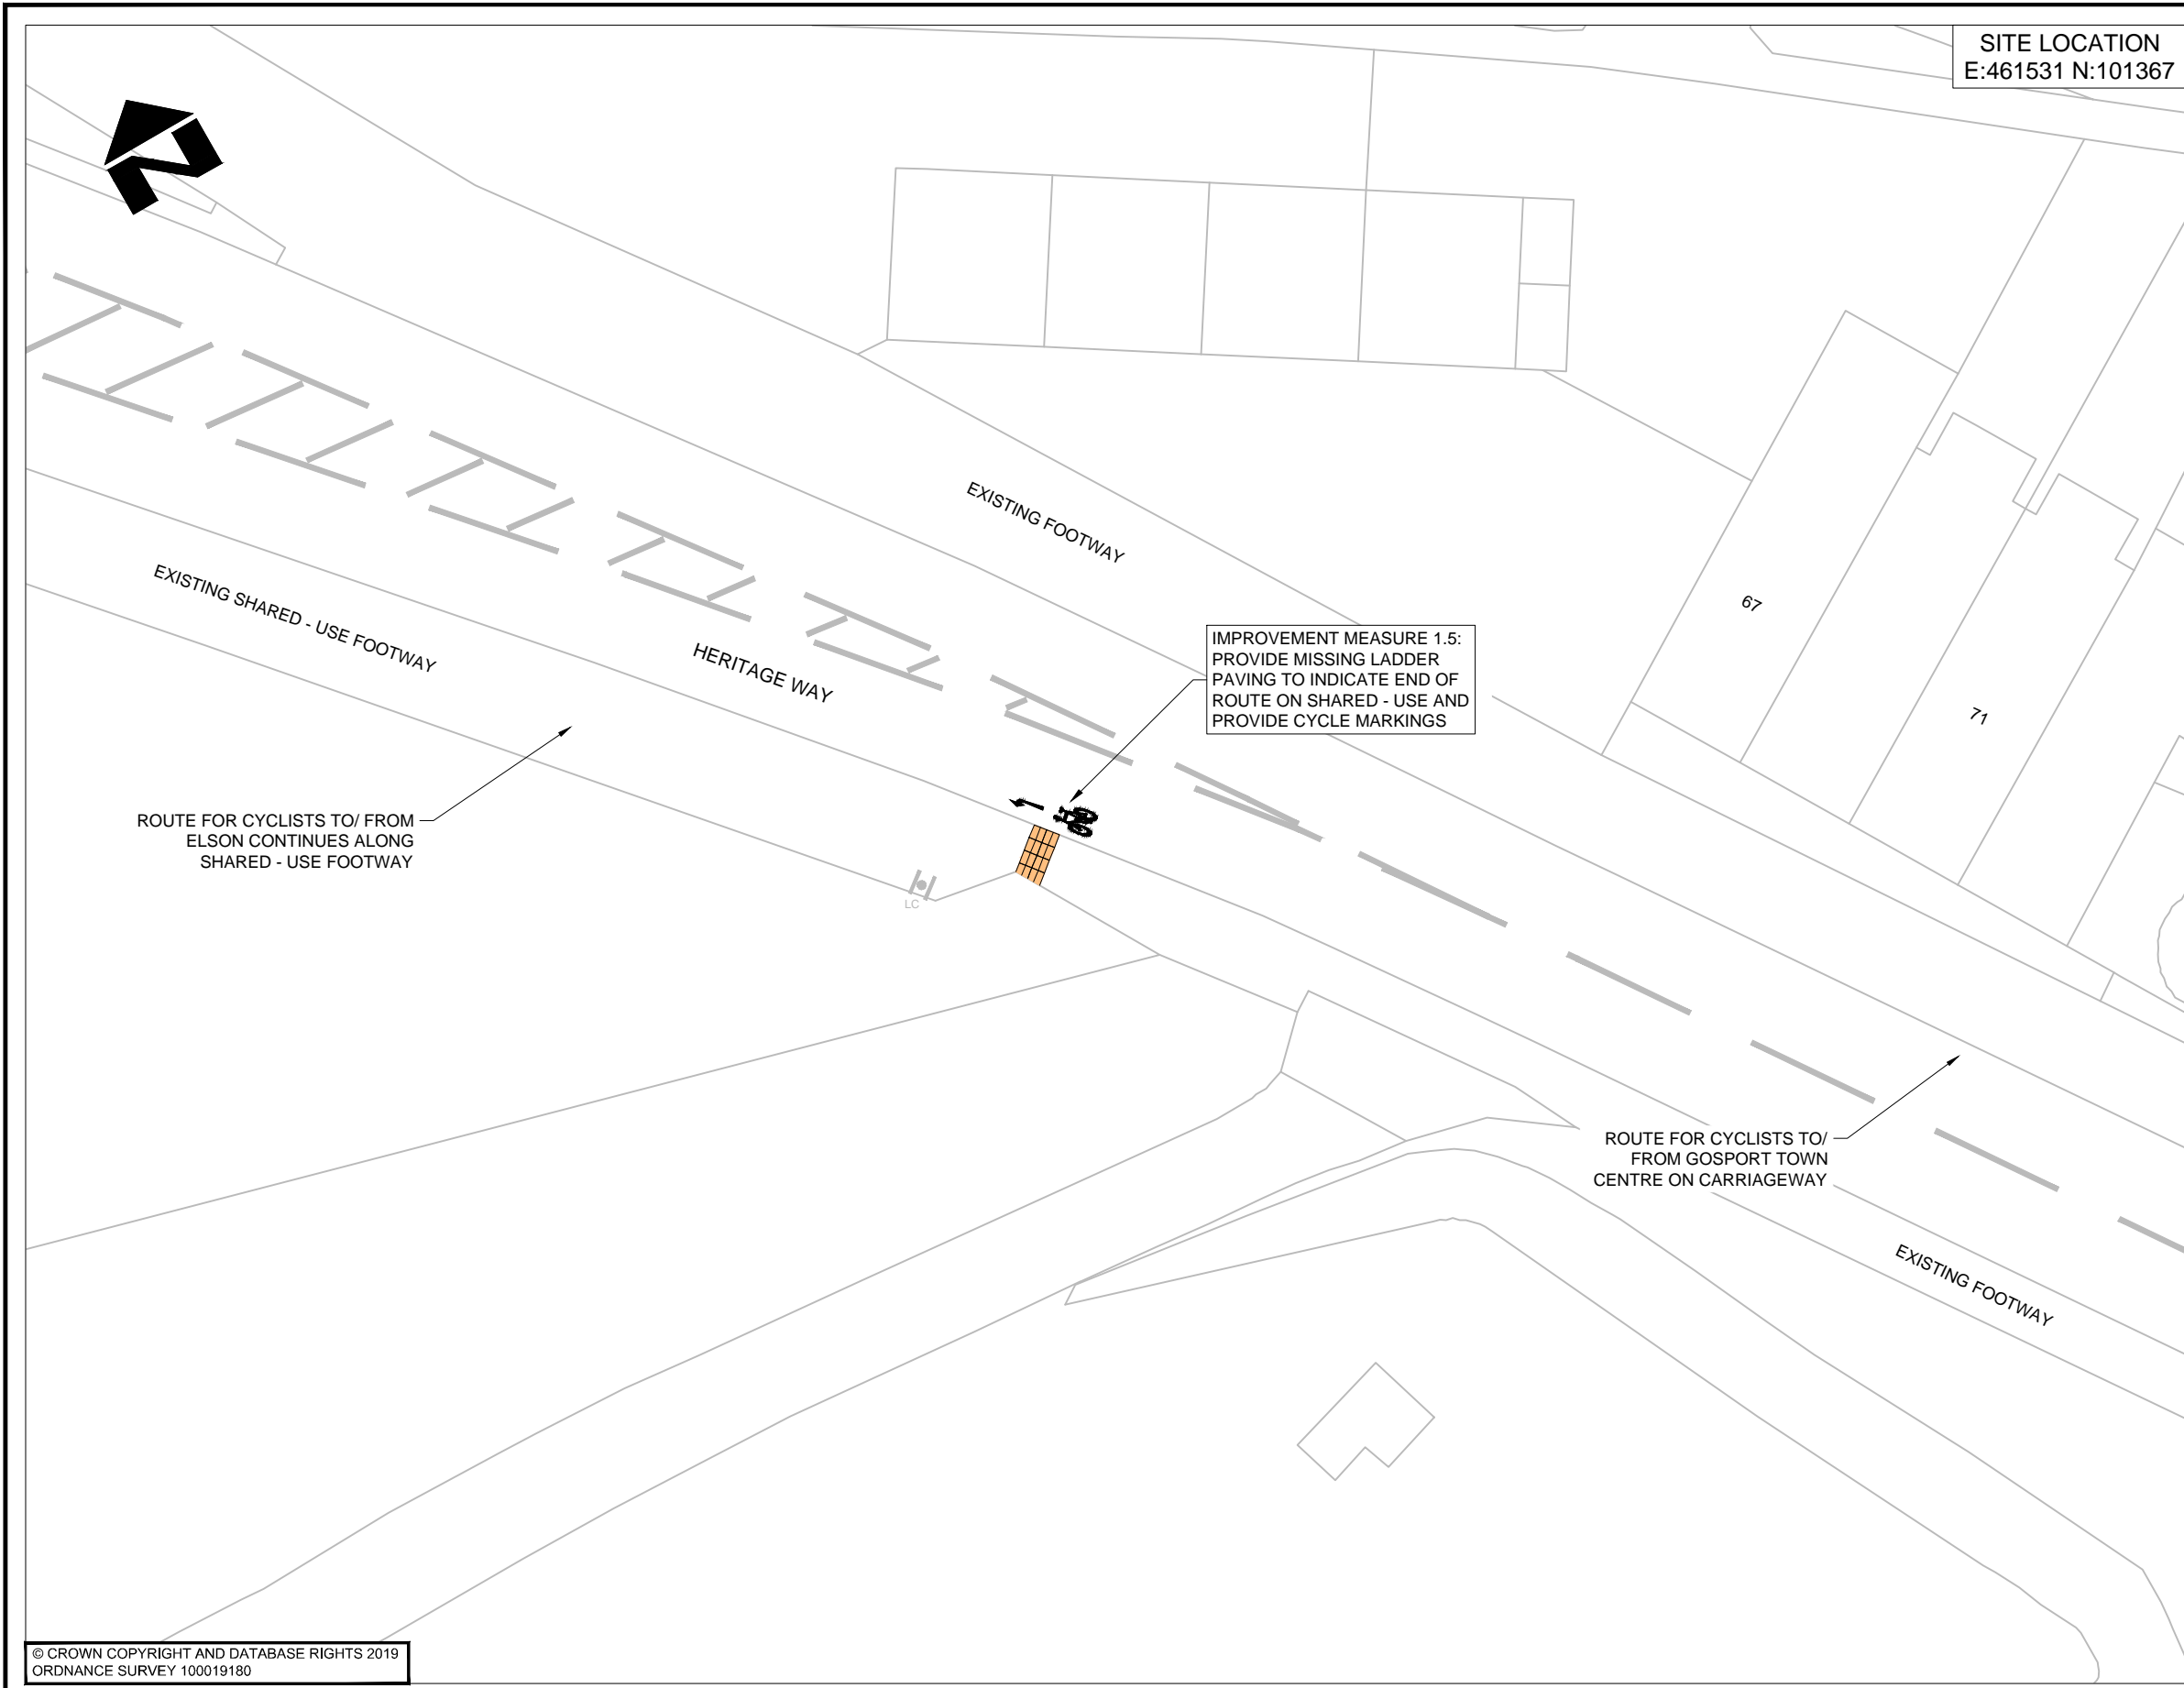 SITE LOCATION
E:461531 N:101367
N
EXISTING FOOTWAY
EXISTING SHARED - USE FOOTWAY
HERITAGE WAY
67
71
IMPROVEMENT MEASURE 1.5:
PROVIDE MISSING LADDER
PAVING TO INDICATE END OF
ROUTE ON SHARED - USE AND
PROVIDE CYCLE MARKINGS
ROUTE FOR CYCLISTS TO/ FROM
ELSON CONTINUES ALONG
SHARED - USE FOOTWAY
LC
ROUTE FOR CYCLISTS TO/
FROM GOSPORT TOWN
CENTRE ON CARRIAGEWAY
EXISTING FOOTWAY
© CROWN COPYRIGHT AND DATABASE RIGHTS 2019
ORDNANCE SURVEY 100019180